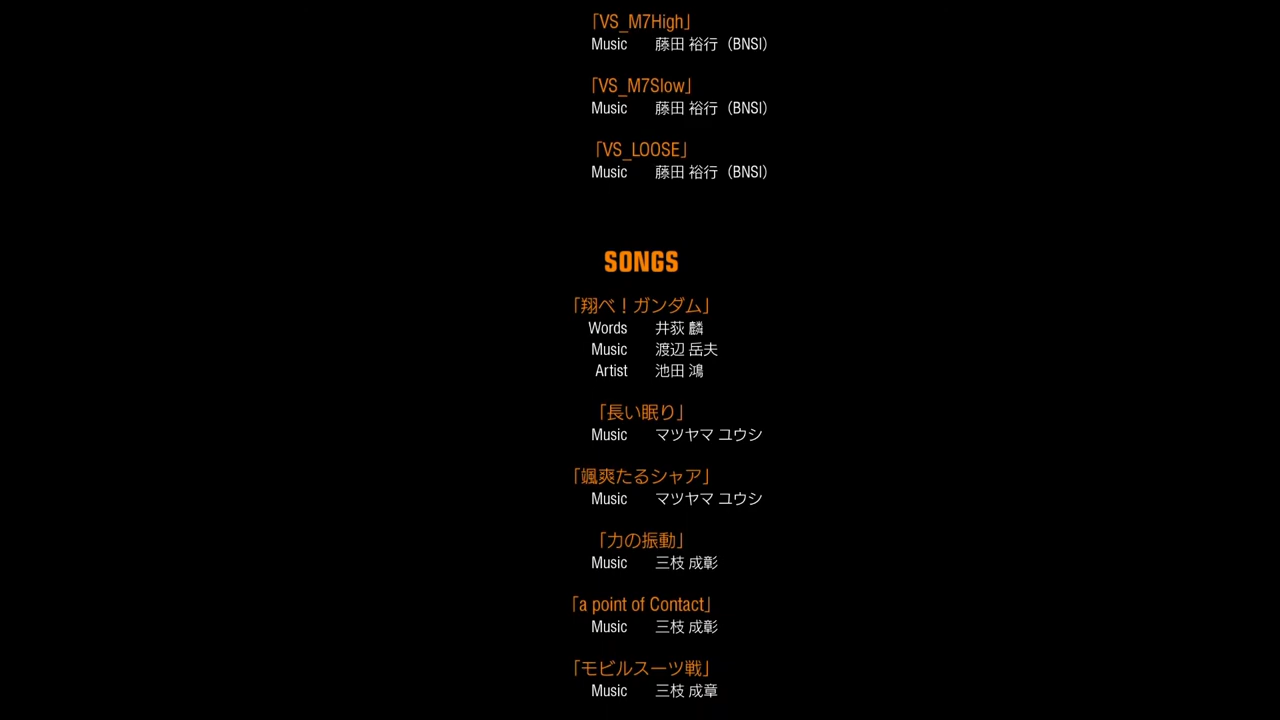 「VS_M7High」
Music 藤田 裕行（BNSI）
「VS_M7Slow」
Music 藤田 裕行（BNSI）
「VS_LOOSE」
Music 藤田 裕行（BNSI）
SONGS
「翔べ！ガンダム」
Words 井荻 麟
Music 渡辺 岳夫
Artist 池田 鴻
「長い眠り」
Music マツヤマ ユウシ
「颯爽たるシャア」
Music マツヤマ ユウシ
「力の振動」
Music 三枝 成彰
「a point of Contact」
Music 三枝 成彰
「モビルスーツ戦」
Music 三枝 成章